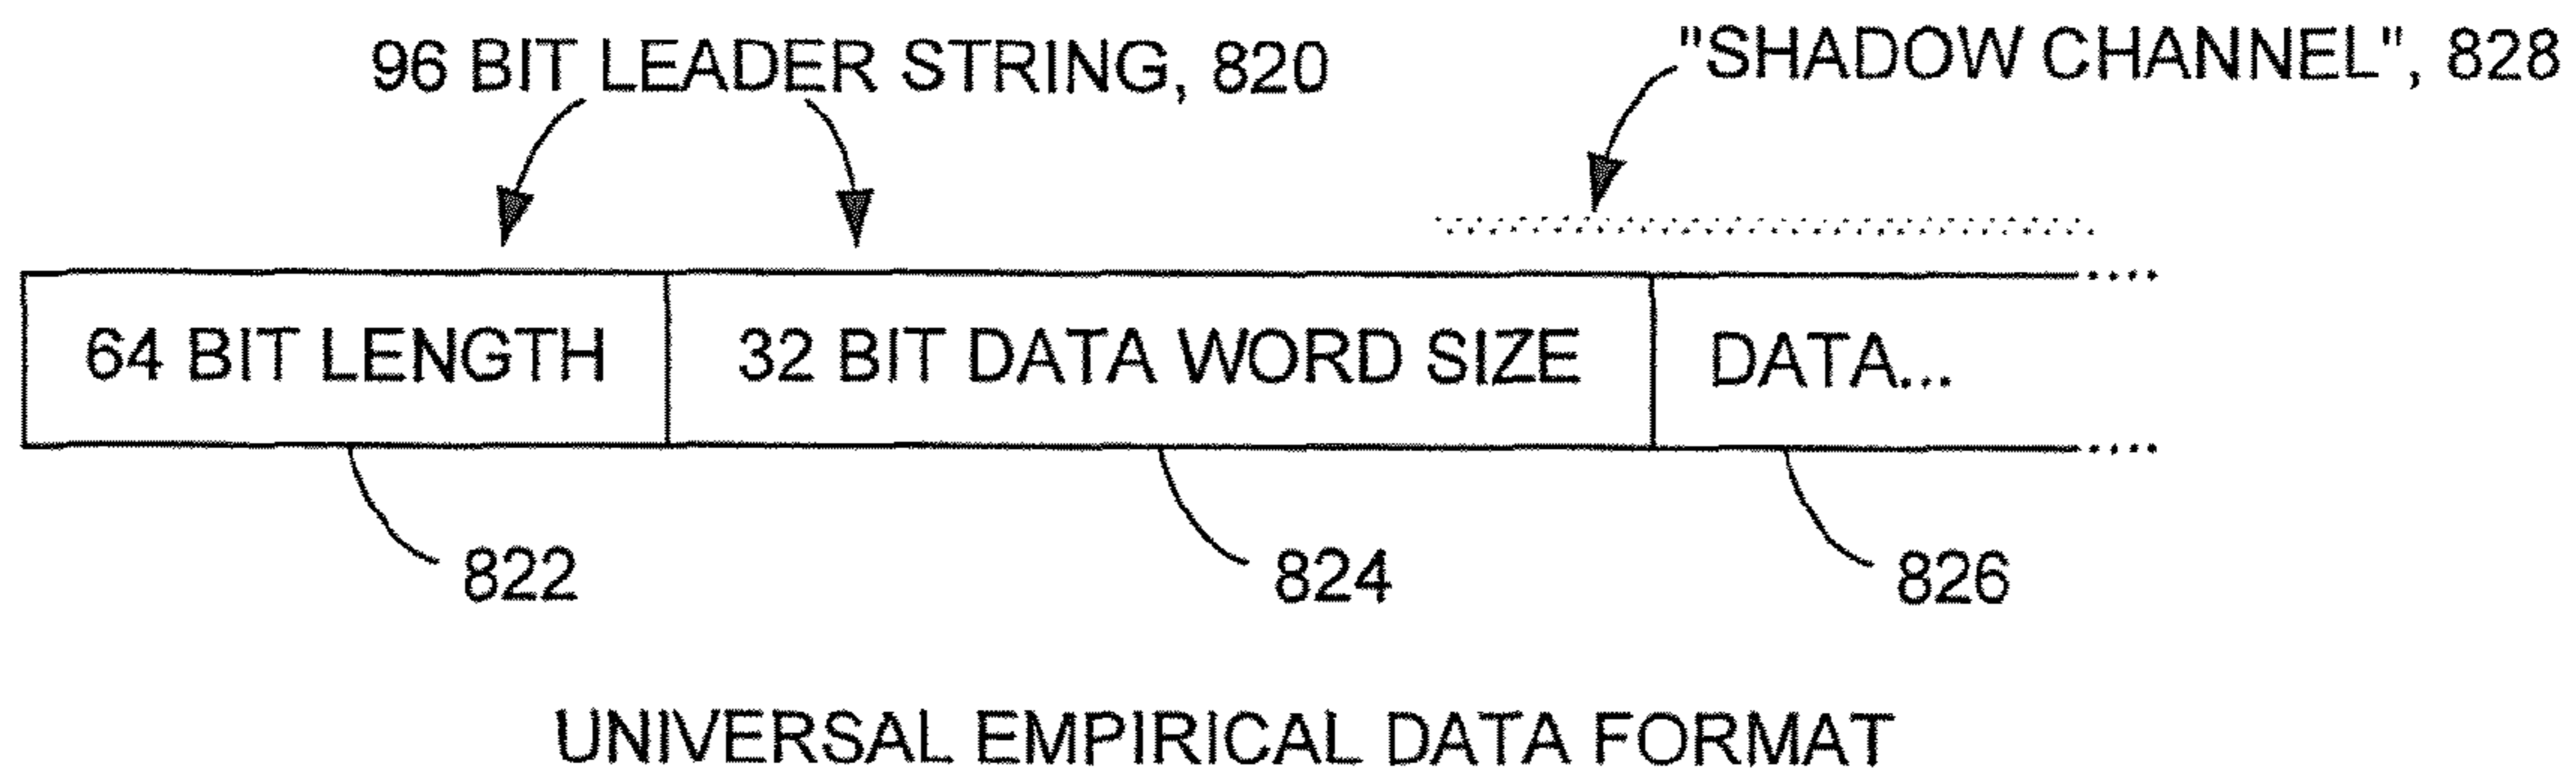 96 BIT LEADER STRING, 820
"SHADOW CHANNEL", 828
64 BIT LENGTH
32 BIT DATA WORD SIZE
DATA...
822
824
826
UNIVERSAL EMPIRICAL DATA FORMAT